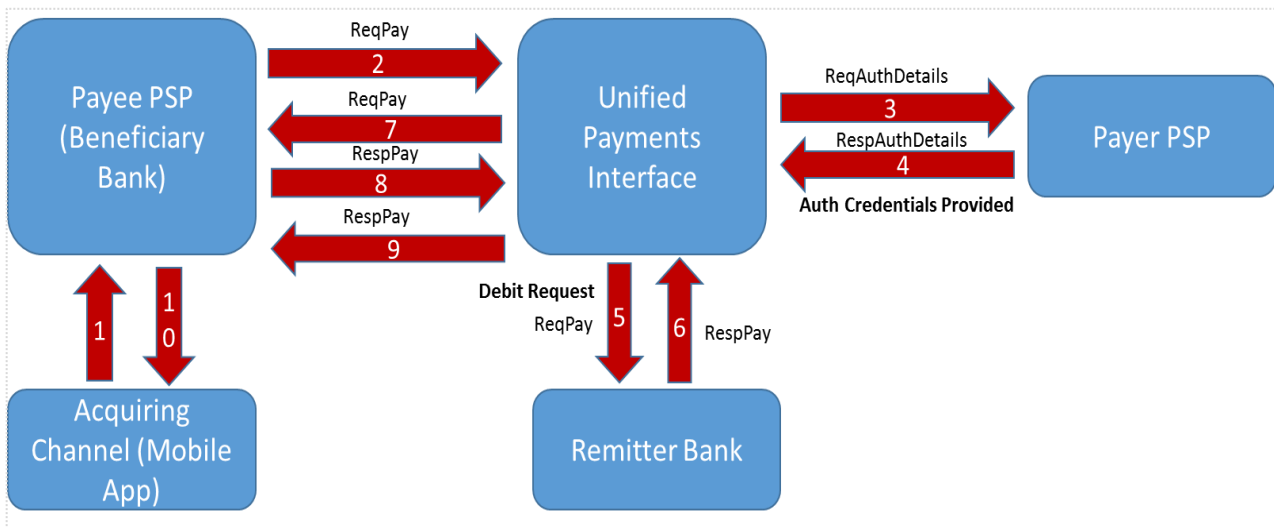 Payee PSP
(Beneficiary
Bank)
ReqPay
2
ReqPay
7
RespPay
8
RespPay
9
Unified
Payments
Interface
ReqAuthDetails
3
RespAuthDetails
4
Auth Credentials Provided
Payer PSP
1
1
0
Debit Request
ReqPay
5
6
RespPay
Acquiring
Channel (Mobile
App)
Remitter Bank